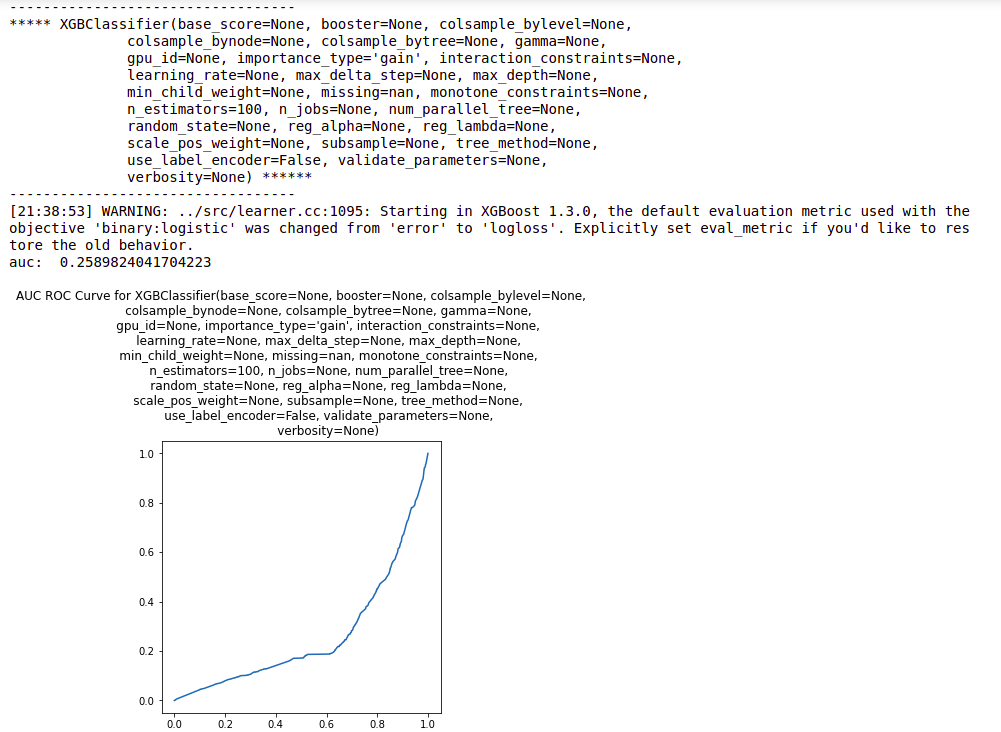 ---------------------------------
***** XGBClassifier(base_score=None, booster=None, colsample_bylevel=None,
colsample_bynode=None, colsample_bytree=None, gamma=None,
gpu_id=None, importance_type='gain', interaction_constraints=None,
learning_rate=None, max_delta_step=None, max_depth=None,
min_child_weight=None, missing=nan, monotone_constraints=None,
n_estimators=100, n_jobs=None, num_parallel_tree=None,
random_state=None, reg_alpha=None, reg_lambda=None,
scale_pos_weight=None, subsample=None, tree_method=None,
use_label_encoder=False, validate_parameters=None,
verbosity=None) ******
---------------------------------
[21:38:53] WARNING: ../src/learner.cc:1095: Starting in XGBoost 1.3.0, the default evaluation metric used with the
objective 'binary:logistic' was changed from 'error' to 'logloss'. Explicitly set eval_metric if you'd like to res
tore the old behavior.
auc:  0.2589824041704223
AUC ROC Curve for XGBClassifier(base_score=None, booster=None, colsample_bylevel=None,
colsample_bynode=None, colsample_bytree=None, gamma=None,
gpu_id=None, importance_type='gain', interaction_constraints=None,
learning_rate=None, max_delta_step=None, max_depth=None,
min_child_weight=None, missing=nan, monotone_constraints=None,
n_estimators=100, n_jobs=None, num_parallel_tree=None,
random_state=None, reg_alpha=None, reg_lambda=None,
scale_pos_weight=None, subsample=None, tree_method=None,
use_label_encoder=False, validate_parameters=None,
verbosity=None)
1.0
0.8
0.6
0.4
0.2
0.0
0.0 0.2 0.4 0.6 0.8 1.0